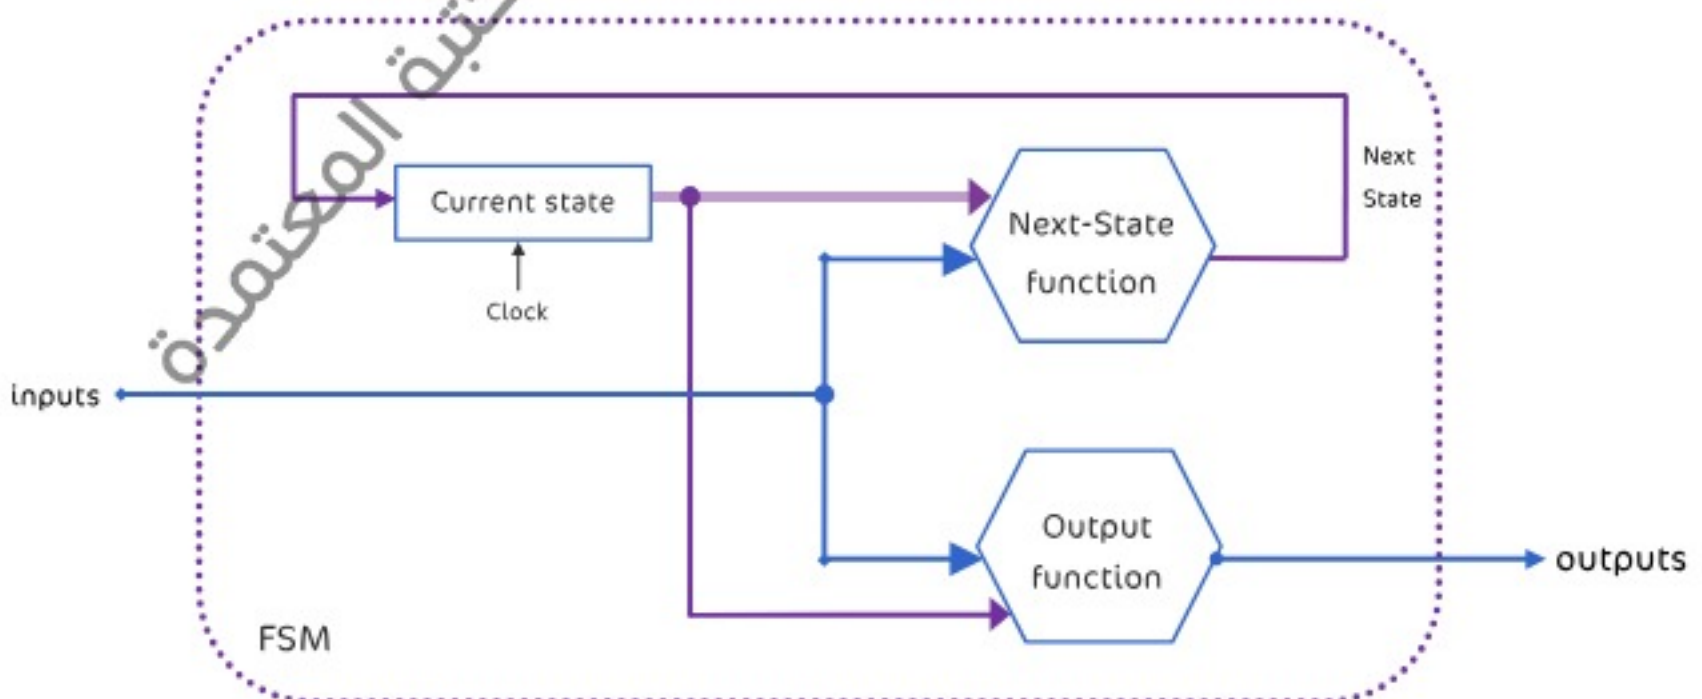 Next
State
Current state
Next-State
function
Clock
inputs
Output
function
outputs
FSM
المعتمدة